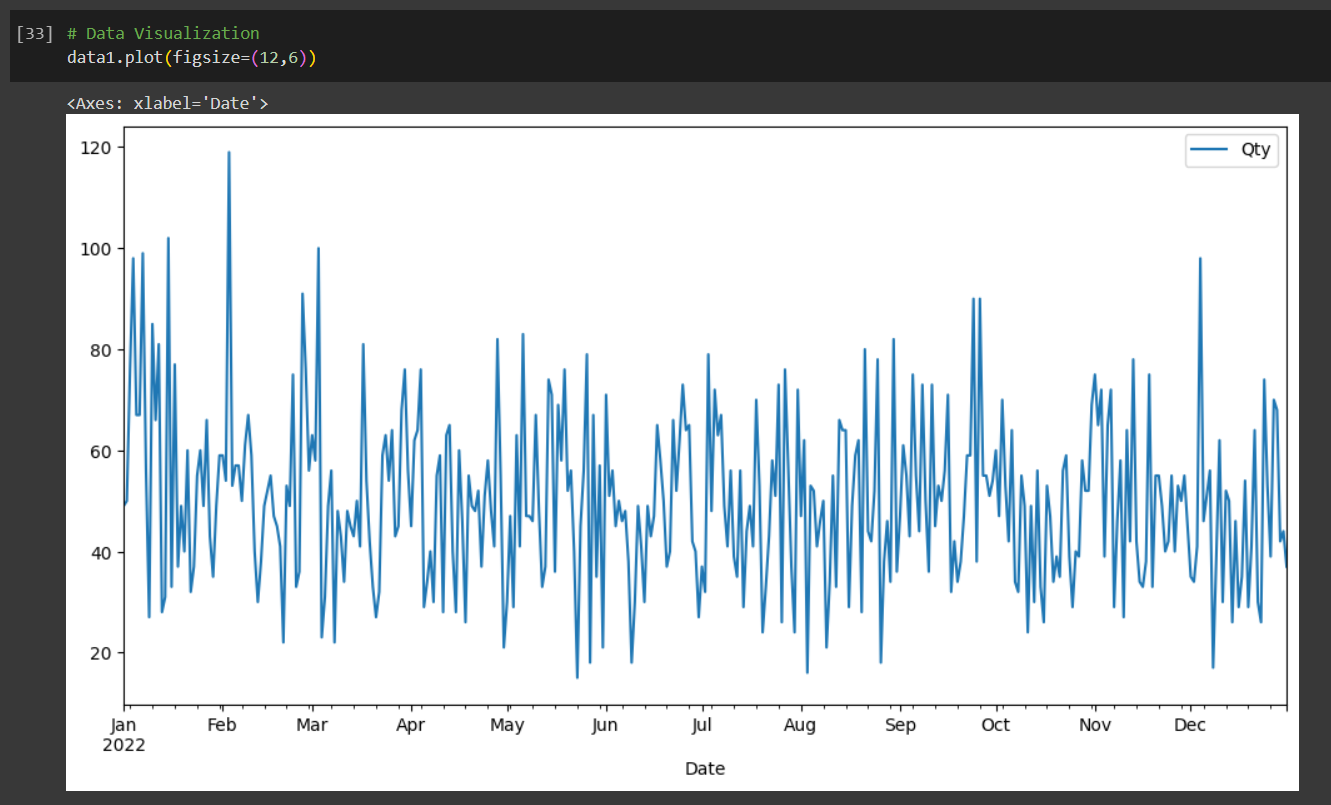 [33] # Data Visualization
data1.plot(figsize=(12,6))
<Axes: xlabel='Date'>
Qty
120
100
80
60
40
20
Jan Feb Mar Apr May Jun Jul Aug Sep Oct Nov Dec
2022
Date